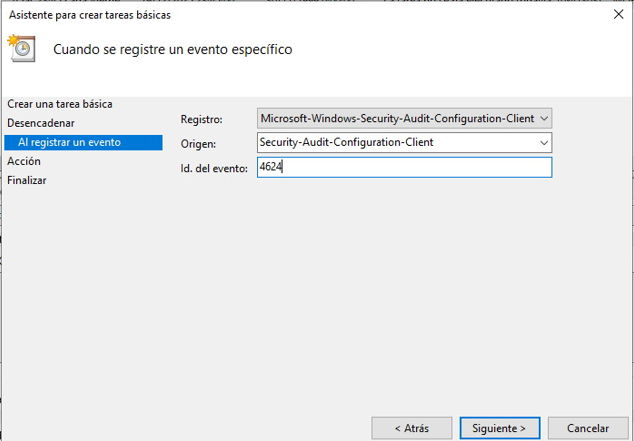 Asistente para crear tareas básicas
Cuando se registre un evento específico
Crear una tarea básica
Desencadenar
Al registrar un evento
Acción
Finalizar
Registro: Microsoft-Windows-Security-Audit-Configuration-Client
Origen: Security-Audit-Configuration-Client
Id. del evento: 4624
< Atrás Siguiente > Cancelar